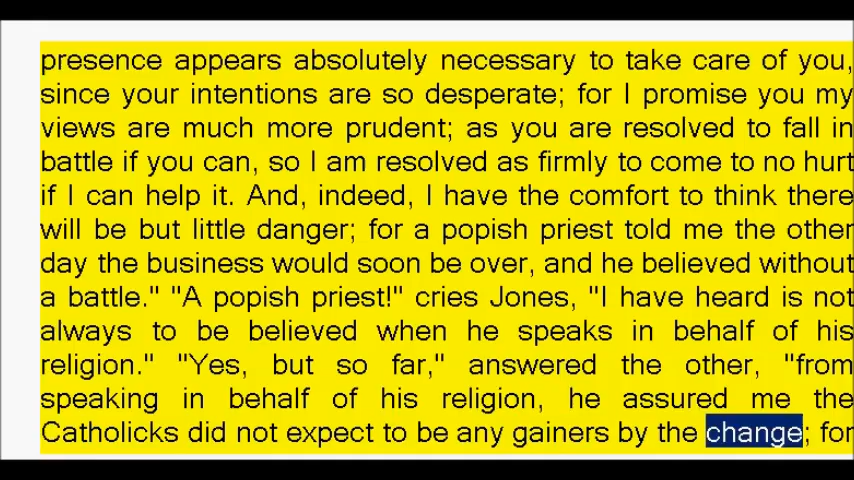 presence appears absolutely necessary to take care of you,
since your intentions are so desperate; for I promise you my
views are much more prudent; as you are resolved to fall in
battle if you can, so I am resolved as firmly to come to no hurt
if I can help it. And, indeed, I have the comfort to think there
will be but little danger; for a popish priest told me the other
day the business would soon be over, and he believed without
a battle." "A popish priest!" cries Jones, "I have heard is not
always to be believed when he speaks in behalf of his
religion." "Yes, but so far," answered the other, "from
speaking in behalf of his religion, he assured me the
Catholicks did not expect to be any gainers by the change; for